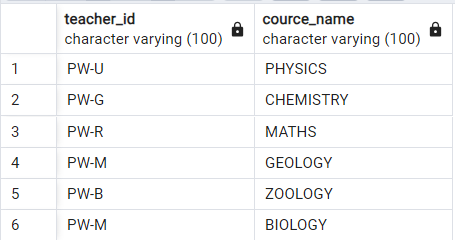 teacher_id cource_name
character varying (100) character varying (100)
1 PW-U PHYSICS
2 PW-G CHEMISTRY
3 PW-R MATHS
4 PW-M GEOLOGY
5 PW-B ZOOLOGY
6 PW-M BIOLOGY